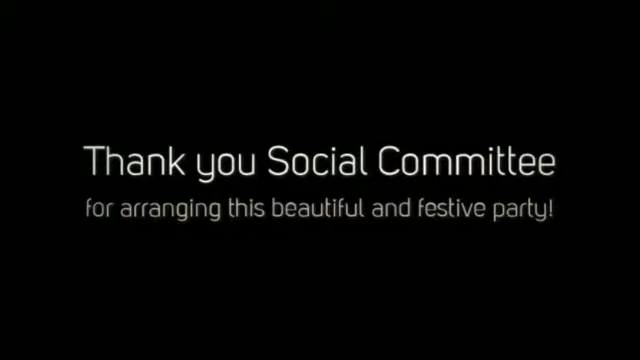 Thank you Social Committee
for arranging this beautiful and festive party!